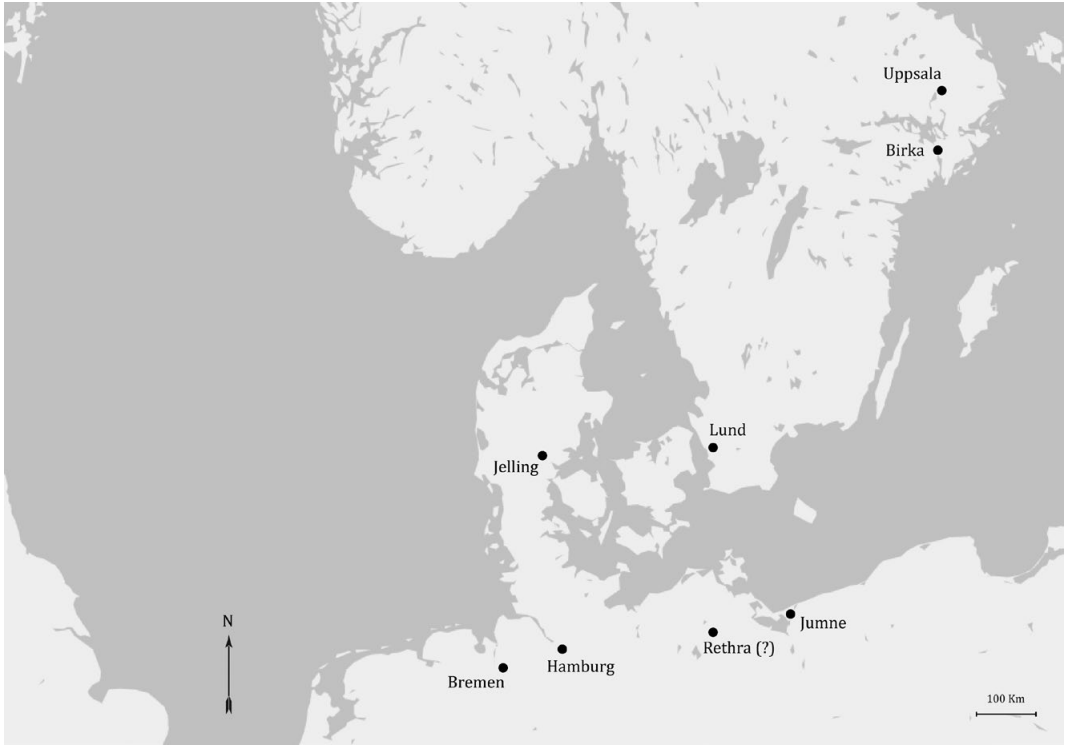 Uppsala
Birka
Lund
Jelling
N
Jumne
Rethra (?)
Hamburg
Bremen
100 Km